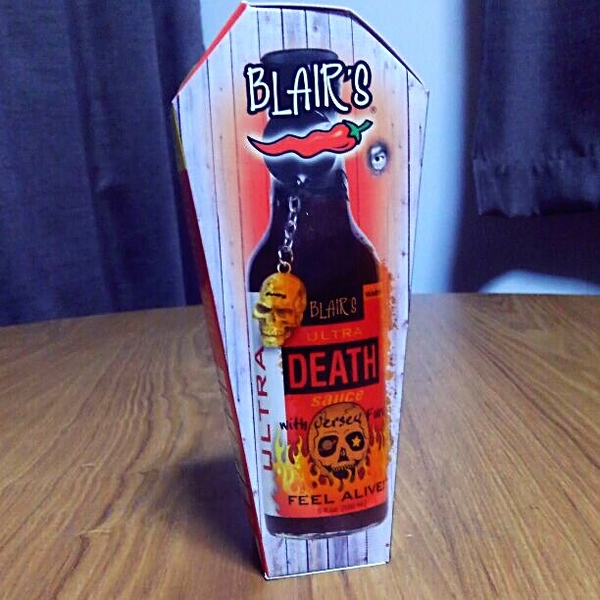 BLAIR'S
BLAIR'S
ULTRA
DEATH
sauce
with Jersey Fury
FEEL ALIVE!
ULTRA